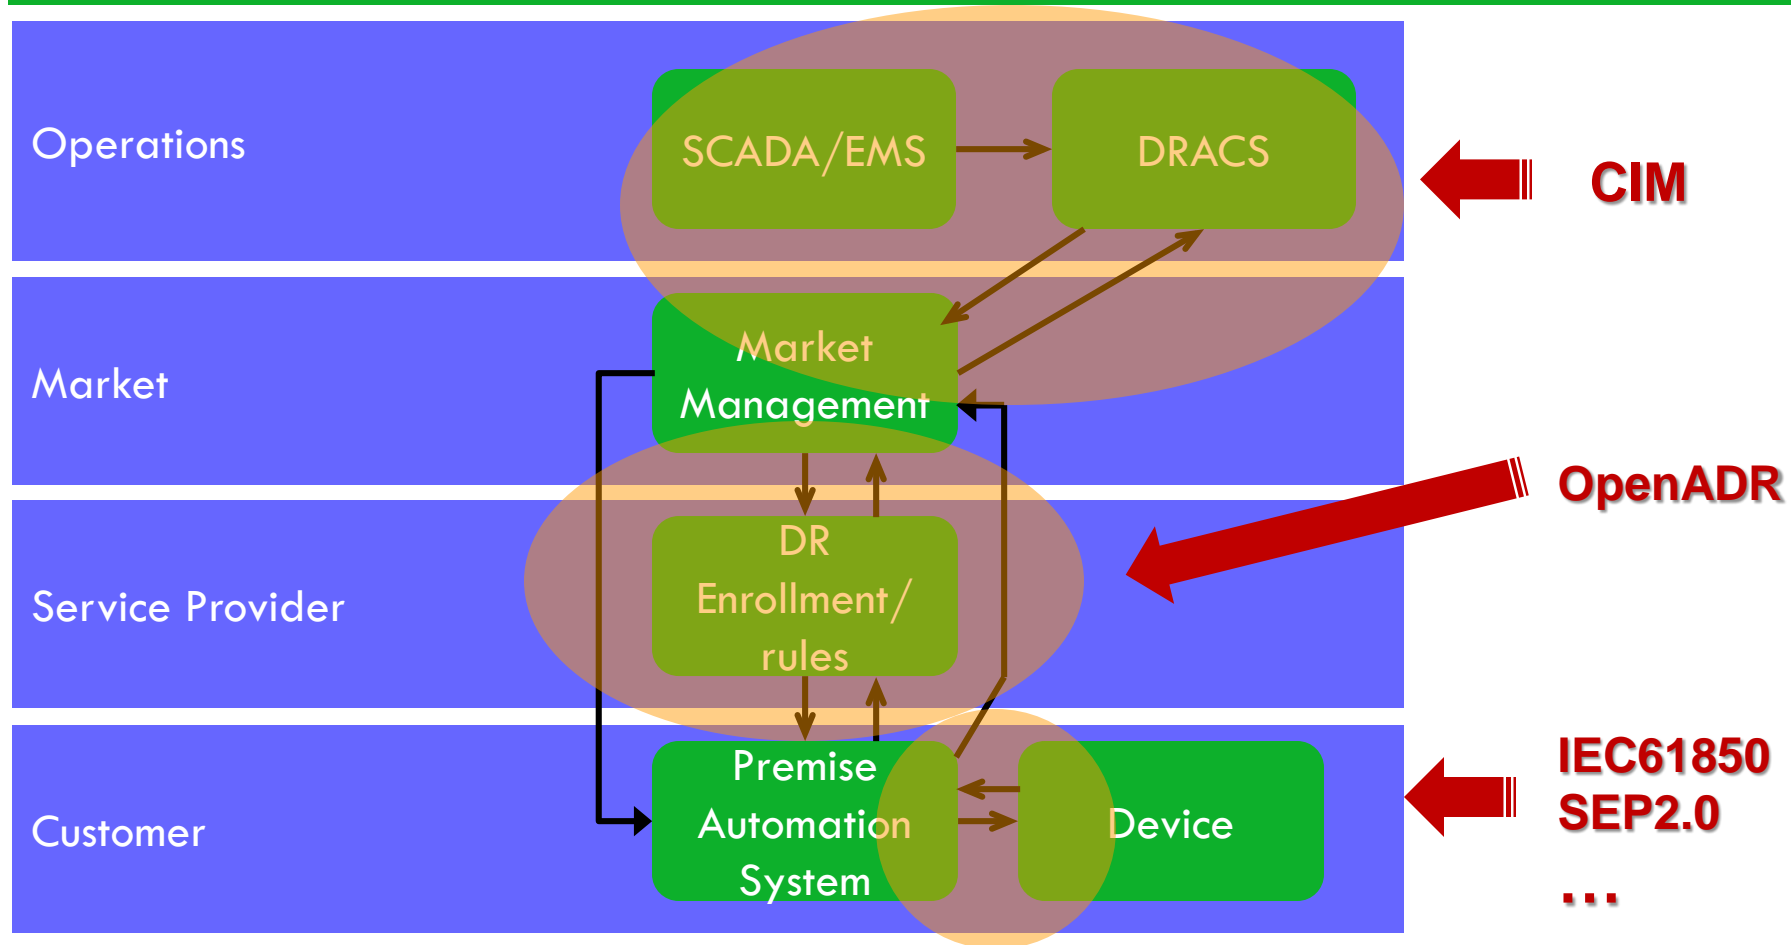 Operations
SCADA/EMS
DRACS
CIM
Market
Market
Management
OpenADR
Service Provider
DR
Enrollment/
rules
Customer
Premise
Automation
System
Device
IEC61850
SEP2.0
...